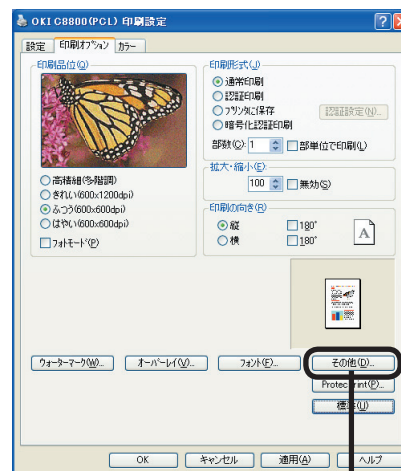 OKI C8800(PCL) 印刷設定
設定 印刷オプション カラー
印刷品位(Q)
高精細(多階調)
きれい(600x1200dpi)
ふつう(600x600dpi)
はやい(600x600dpi)
フォトモード(P)
印刷形式(J)
通常印刷
認証印刷
プリンタに保存
認証設定(N)...
暗号化認証印刷
部数(C): 1 部単位で印刷(L)
拡大・縮小(E):
100 無効(S)
印刷の向き(R)
縦 180°
横 180°
A
ウォーターマーク(W)... オーバーレイ(V)... フォント(F)... その他(D)...
Protec Print(P)...
標準(U)
OK キャンセル 適用(A) ヘルプ